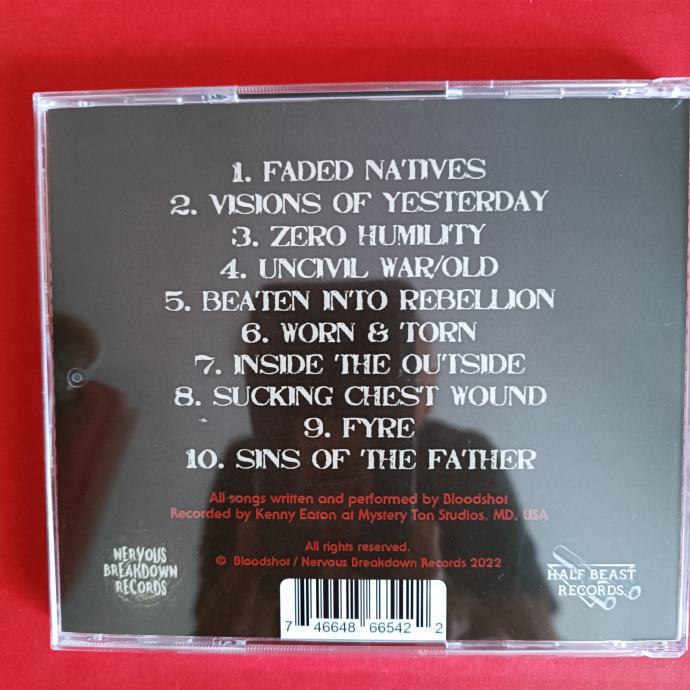 1. FADED NATIVES
2. VISIONS OF YESTERDAY
3. ZERO HUMILITY
4. UNCIVIL WAR/OLD
5. BEATEN INTO REBELLION
6. WORN & TORN
7. INSIDE THE OUTSIDE
8. SUCKING CHEST WOUND
9. FYRE
10. SINS OF THE FATHER
All songs written and performed by Bloodshot
Recorded by Kenny Eaton at Mystery Ton Studios, MD, USA
All rights reserved.
© Bloodshot / Nervous Breakdown Records 2022
NERVOUS
BREAKDOWN
RECORDS
HALF BEAST
RECORDS
7 46648 66542 2